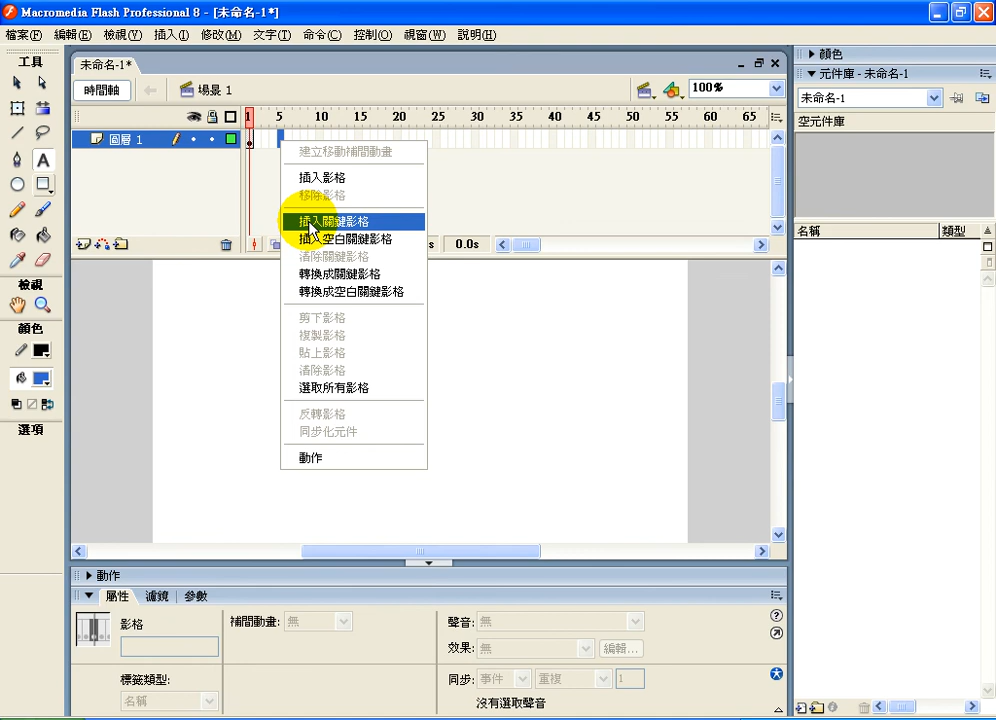 Macromedia Flash Professional 8 - [未命名-1*]
檔案(F) 編輯(E) 檢視(V) 插入(I) 修改(M) 文字(T) 命令(C) 控制(O) 視窗(W) 說明(H)
工具
未命名-1*
時間軸
場景 1
100%
1 5 10 15 20 25 30 35 40 45 50 55 60 65
圖層 1
建立移動補間動畫
插入影格
移除影格
插入關鍵影格
插入空白關鍵影格
清除關鍵影格
轉換成關鍵影格
轉換成空白關鍵影格
剪下影格
複製影格
貼上影格
清除影格
選取所有影格
反轉影格
同步化元件
動作
s 0.0s
檢視
顏色
選項
顏色
元件庫 - 未命名-1
未命名-1
空元件庫
名稱 類型
動作
屬性 濾鏡 參數
影格
補間動畫: 無
標籤類型:
名稱
聲音: 無
效果: 無 編輯...
同步: 事件 重複 1
沒有選取聲音